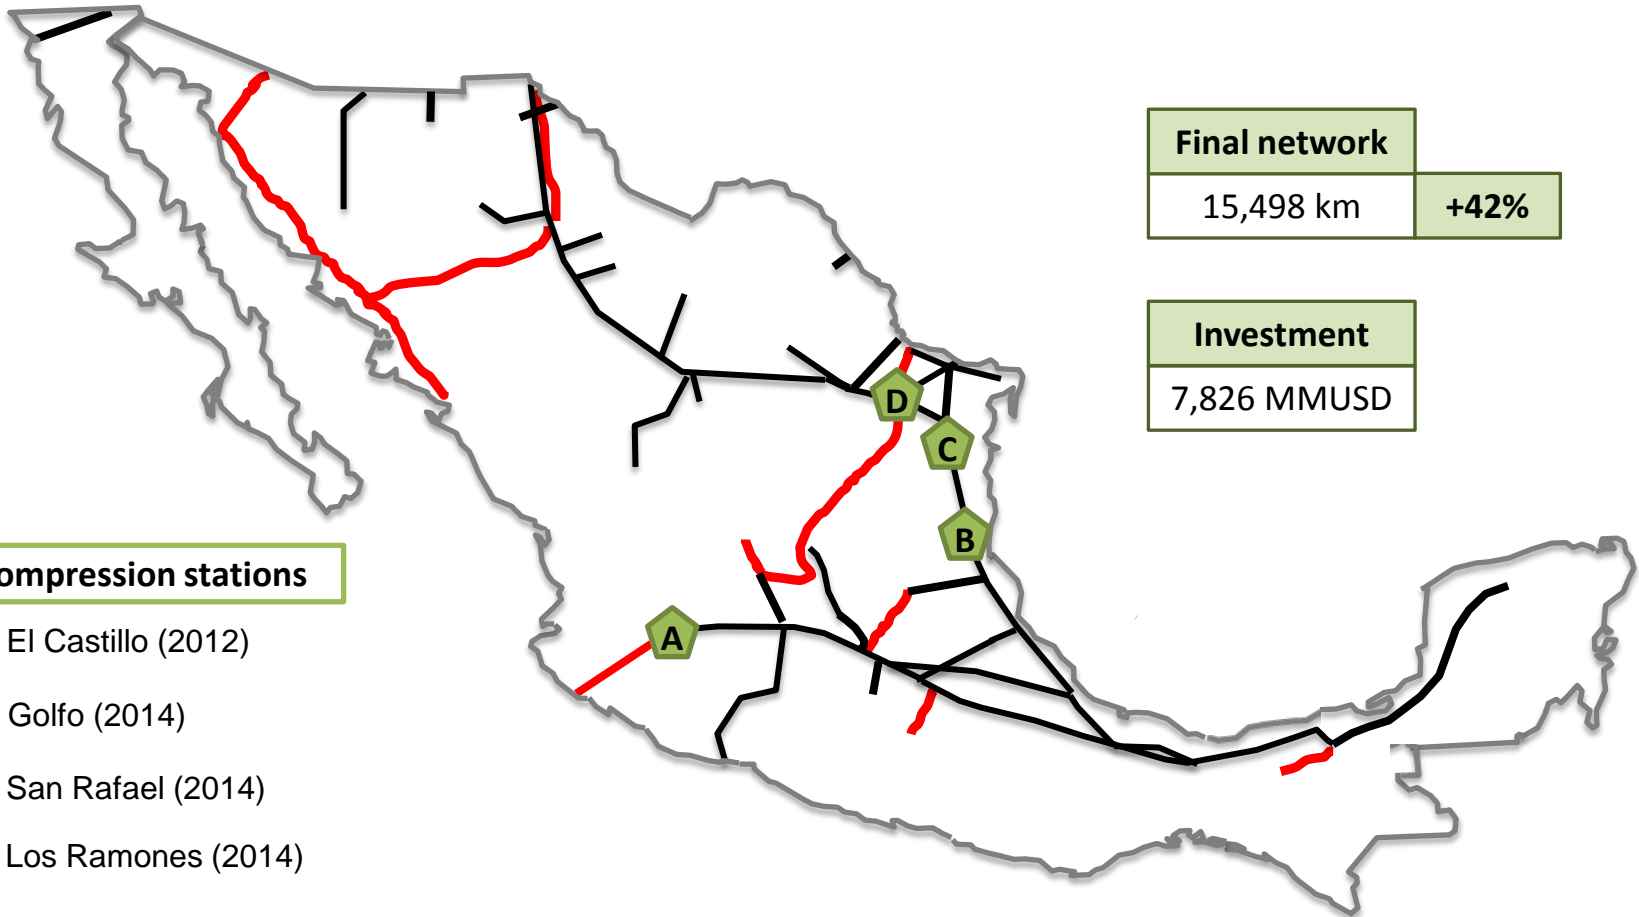 Final network
15,498 km
+42%
Investment
7,826 MMUSD
D
C
B
A
ompression stations
El Castillo (2012)
Golfo (2014)
San Rafael (2014)
Los Ramones (2014)